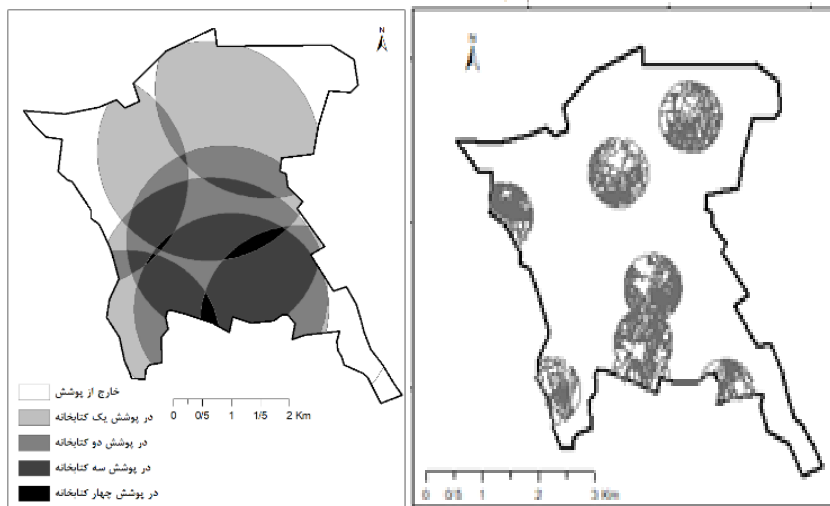 N
0 0/5 1 1/5 2 Km
خارج از پوشش
در پوشش یک کتابخانه
در پوشش دو کتابخانه
در پوشش سه کتابخانه
در پوشش چهار کتابخانه
N
0 0/5 1 2 3 Km